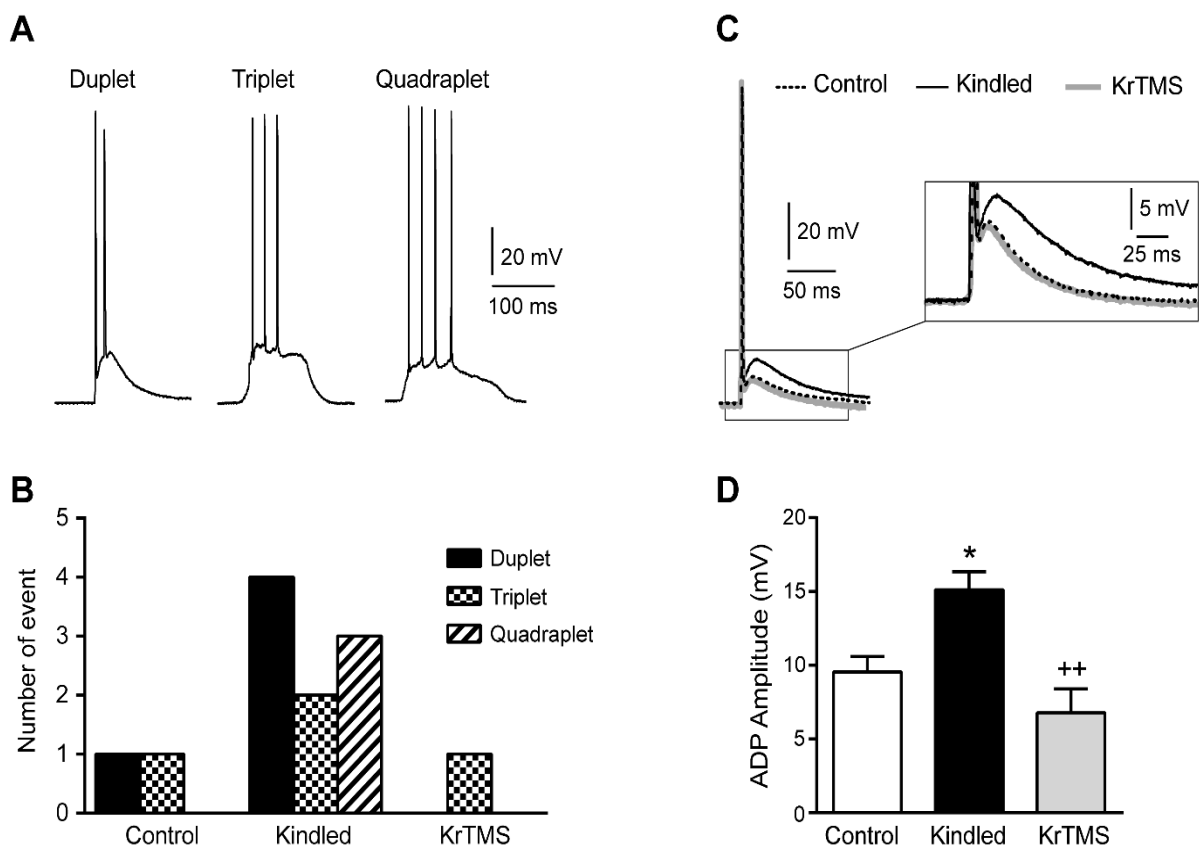 A
Duplet
Triplet
Quadraplet
20 mV
100 ms
B
Number of event
5
4
3
2
1
0
Duplet
Triplet
Quadraplet
Control
Kindled
KrTMS
C
Control
Kindled
KrTMS
20 mV
50 ms
5 mV
25 ms
D
ADP Amplitude (mV)
20
15
10
5
0
*
++
Control
Kindled
KrTMS